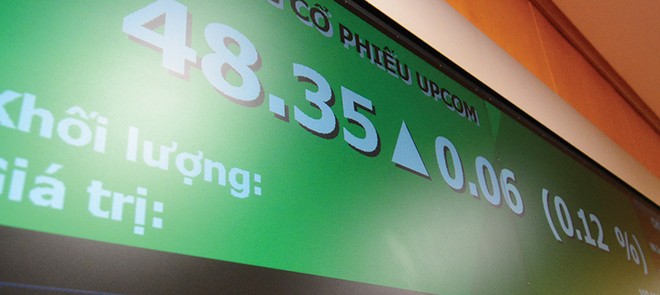 CỔ PHIẾU UPCOM
48.35 ▲ 0.06 (0.12 %)
Khối lượng:
Giá trị: